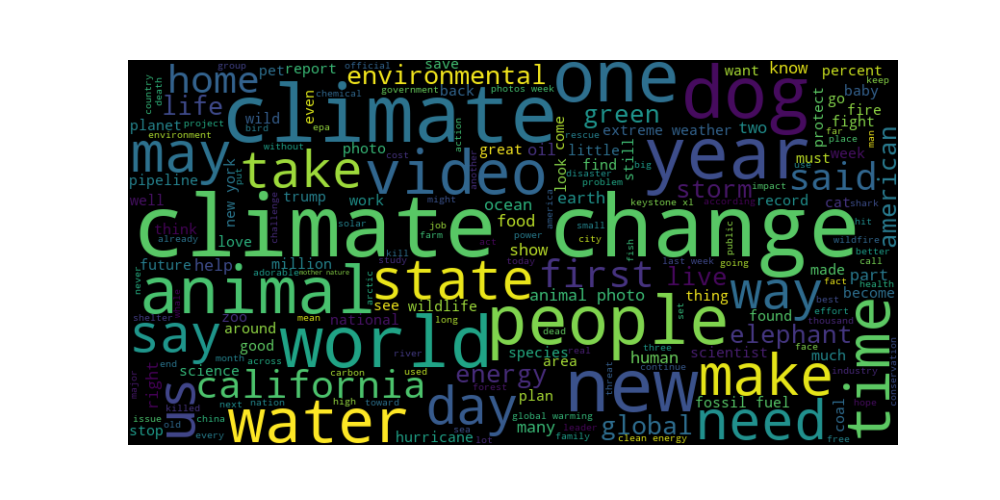 country
death
group
home
pet
report
official
environmental
save
government
back
photos week
one
dog
want
know
percent
keep
baby
life
wild
bird
climate
even
chemical
epa
action
green
extreme weather
two
protect
go
fire
fight
far
place
man
american
planet
project
environment
may
pipeline
without
photo
take
video
cost
great
another
oil
look
come
rescue
little
disaster
problem
find
still
big
year
must
week
use
said
well
think
already
new york
put
challenge
trump
work
solar
might
ocean
food
america
earth
small
keystone xl
storm
impact
according
record
cat
shark
hit
wildfire
better
love
kill
job
farm
act
power
show
city
fish
public
climate change
call
future
help
adorable
million
mother nature
study
arctic
today
first
last week
live
going
made
fact
part
health
become
never
animal
state
see
wildlife
animal photo
set
thing
way
found
best
effort
thousand
shelter
zoo
mean
national
long
say
around
good
world
river
people
dead
species
real
area
three
human
continue
scientist
elephant
face
much
industry
time
conservation
major
end
month
across
science
right
carbon
used
energy
forest
threat
new
make
hope
killed
us
california
next
nation
high
toward
day
plan
fossil fuel
coal
issue
stop
old
china
every
water
hurricane
sea
lot
leader
many
global warming
family
clean energy
global
need
free